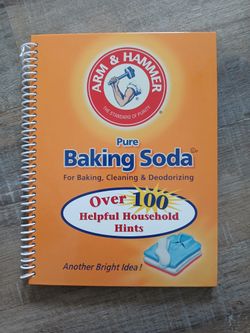 ARM & HAMMER
THE STANDARD OF PURITY
Pure
Baking Soda
For Baking, Cleaning & Deodorizing
Over 100
Helpful Household
Hints
Another Bright Idea!